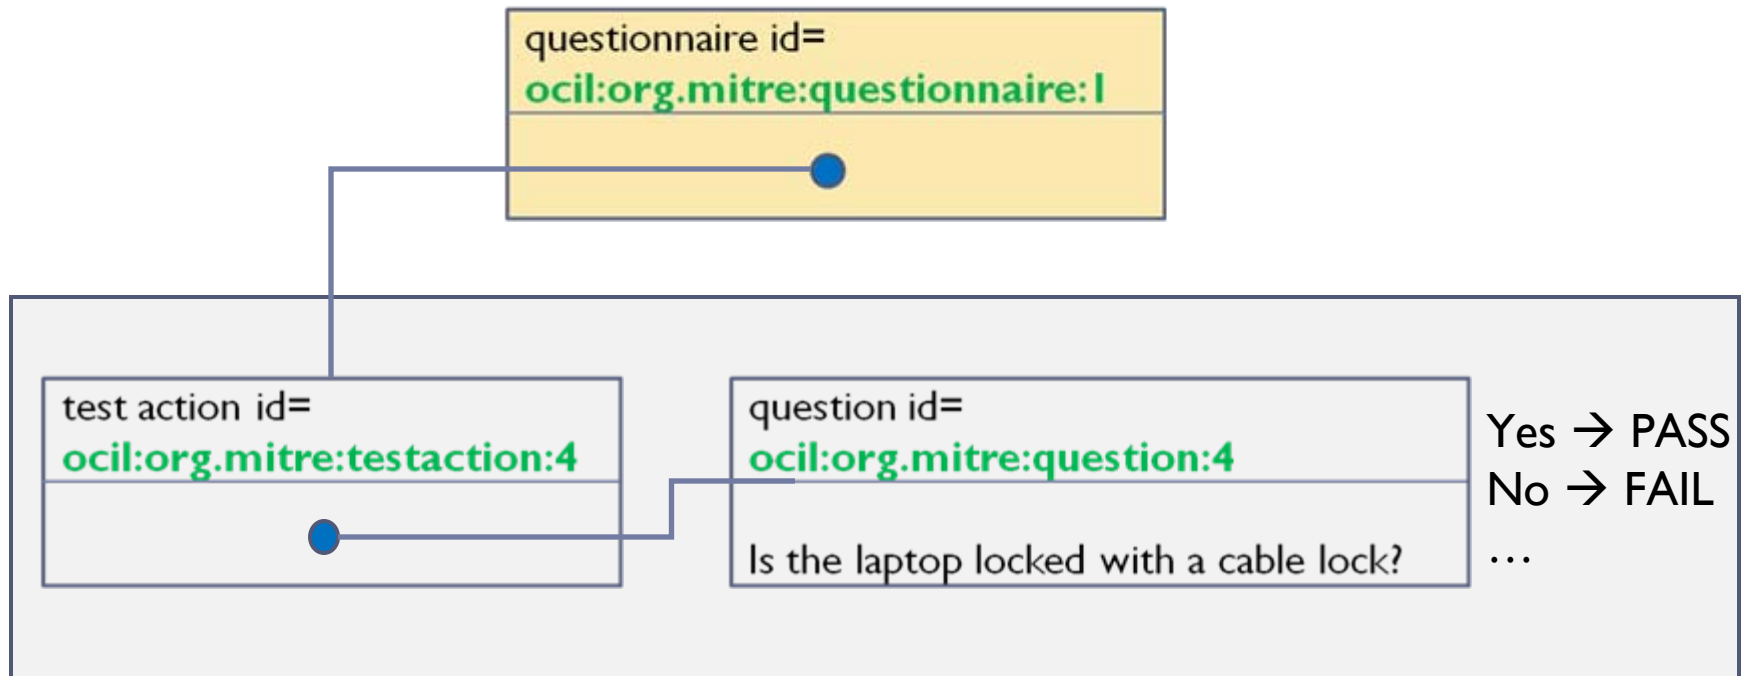 questionnaire id=
ocil:org.mitre:questionnaire:1
test action id=
ocil:org.mitre:testaction:4
question id=
ocil:org.mitre:question:4
Is the laptop locked with a cable lock?
Yes → PASS
No → FAIL
…